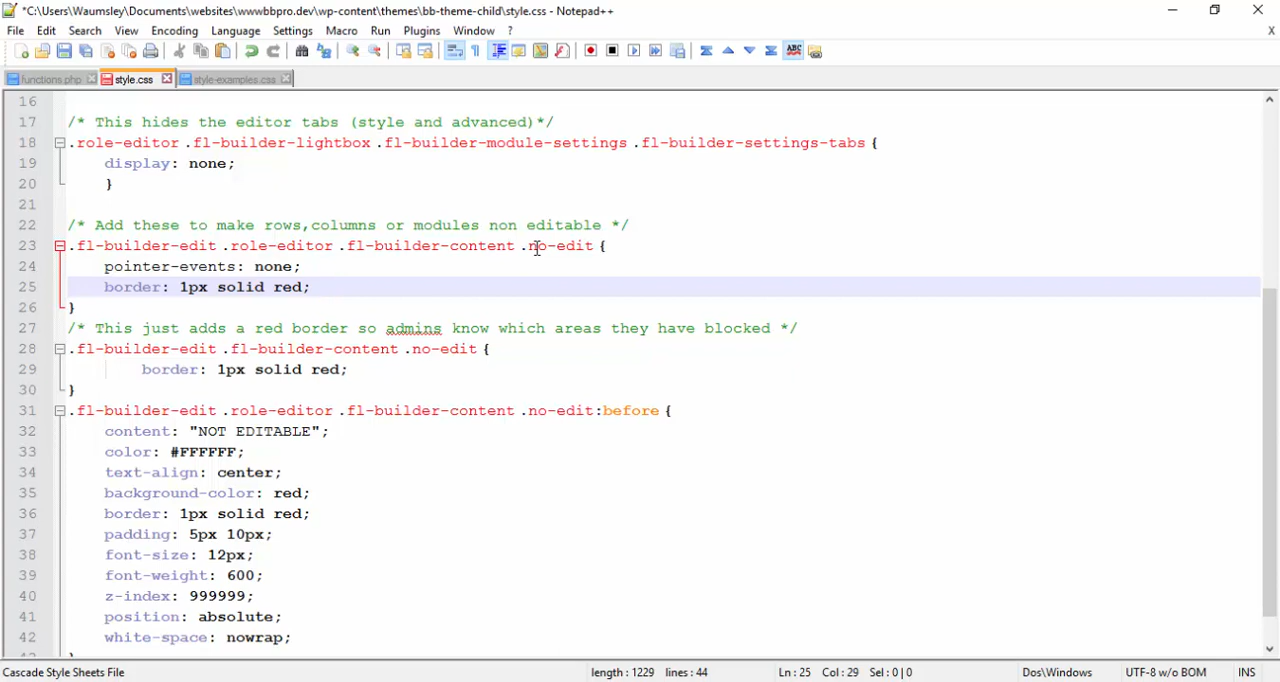 *C:\Users\Waumsley\Documents\websites\wwwbbpro.dev\wp-content\themes\bb-theme-child\style.css - Notepad++
File Edit Search View Encoding Language Settings Macro Run Plugins Window ? X
functions.php style.css style-examples.css
16
17 /* This hides the editor tabs (style and advanced)*/
18 .role-editor .fl-builder-lightbox .fl-builder-module-settings .fl-builder-settings-tabs {
19 display: none;
20 }
21
22 /* Add these to make rows,columns or modules non editable */
23 .fl-builder-edit .role-editor .fl-builder-content .no-edit {
24 pointer-events: none;
25 border: 1px solid red;
26 }
27 /* This just adds a red border so admins know which areas they have blocked */
28 .fl-builder-edit .fl-builder-content .no-edit {
29 border: 1px solid red;
30 }
31 .fl-builder-edit .role-editor .fl-builder-content .no-edit:before {
32 content: "NOT EDITABLE";
33 color: #FFFFFF;
34 text-align: center;
35 background-color: red;
36 border: 1px solid red;
37 padding: 5px 10px;
38 font-size: 12px;
39 font-weight: 600;
40 z-index: 999999;
41 position: absolute;
42 white-space: nowrap;
Cascade Style Sheets File length : 1229 lines : 44 Ln : 25 Col : 29 Sel : 0 | 0 Dos\Windows UTF-8 w/o BOM INS